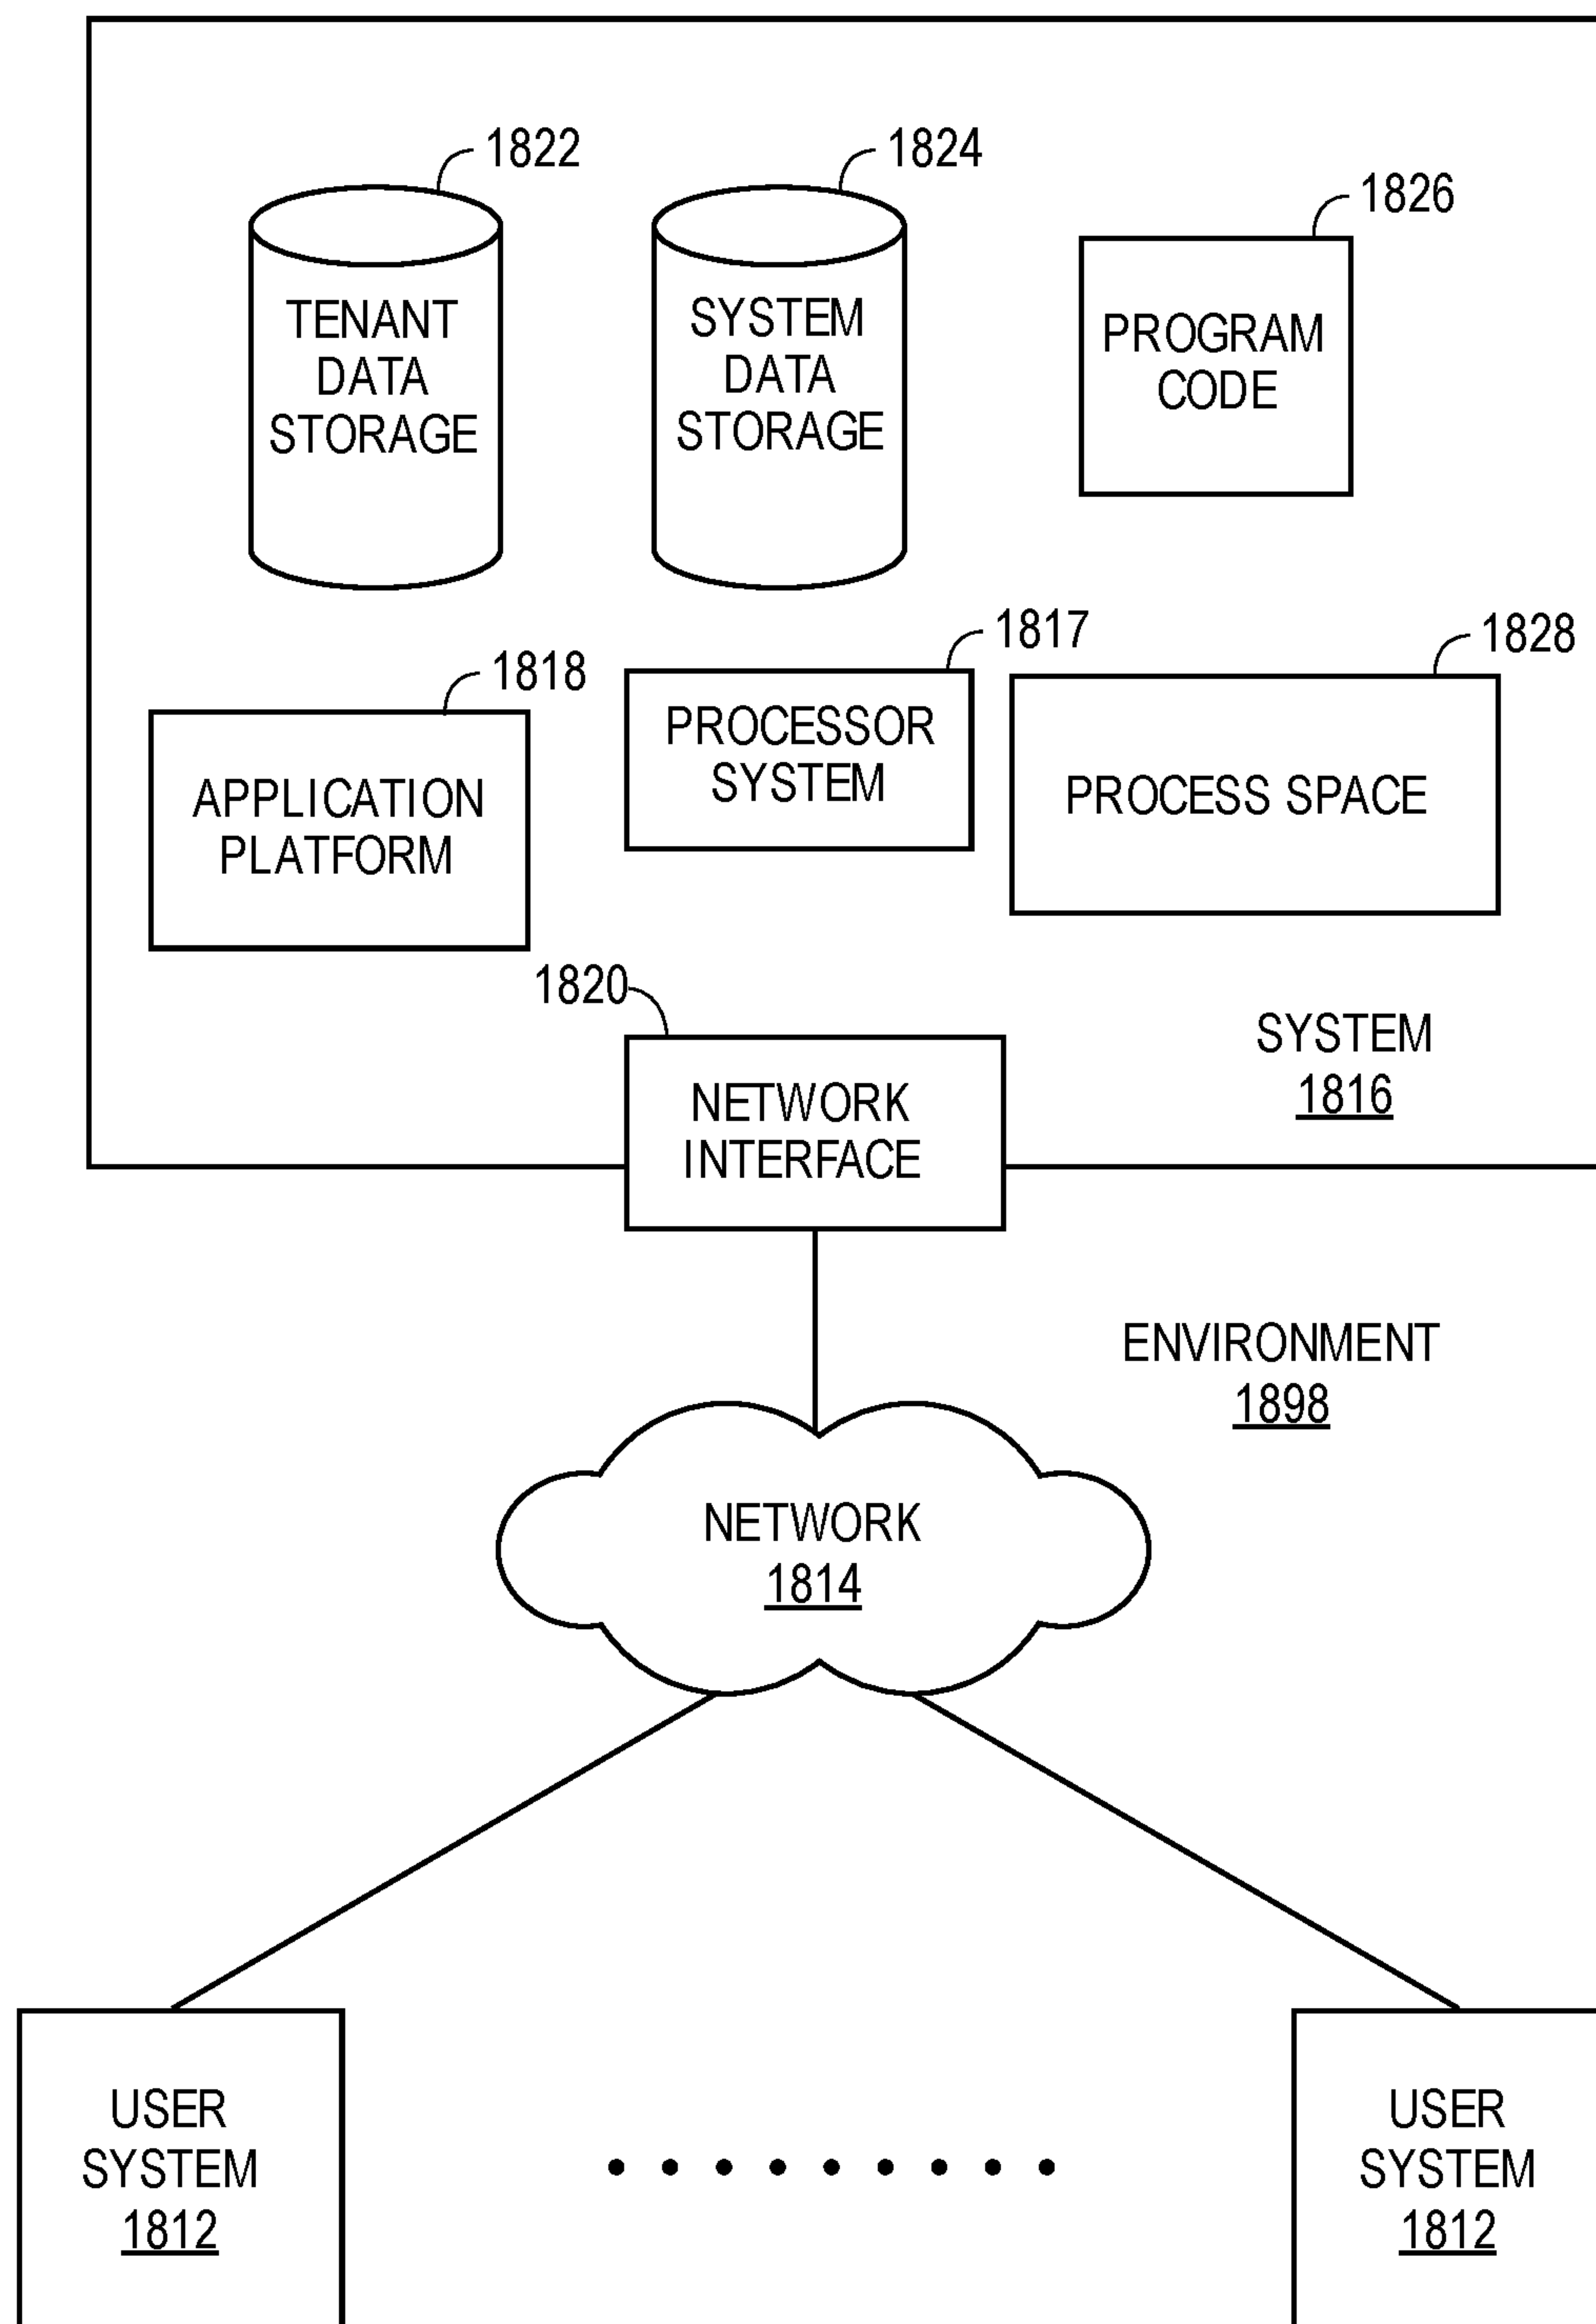 1822
1824
1826
TENANT
DATA
STORAGE
SYSTEM
DATA
STORAGE
PROGRAM
CODE
1818
1817
1828
APPLICATION
PLATFORM
PROCESSOR
SYSTEM
PROCESS SPACE
1820
NETWORK
INTERFACE
SYSTEM
1816
ENVIRONMENT
1898
NETWORK
1814
USER
SYSTEM
1812
USER
SYSTEM
1812